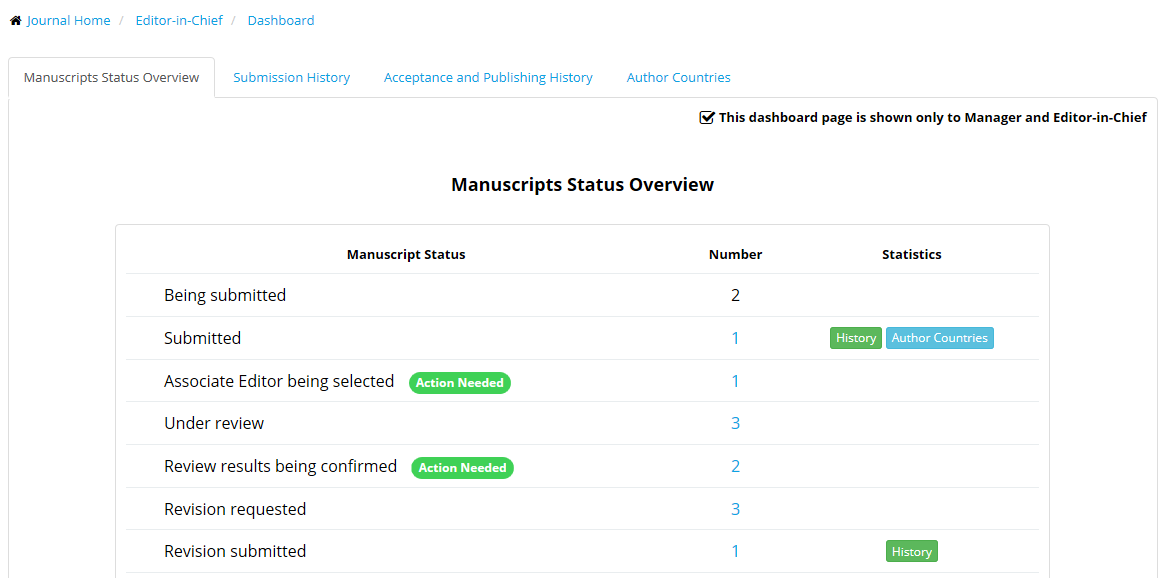 Journal Home / Editor-in-Chief / Dashboard
Manuscripts Status Overview Submission History Acceptance and Publishing History Author Countries
This dashboard page is shown only to Manager and Editor-in-Chief
Manuscripts Status Overview
Manuscript Status Number Statistics
Being submitted 2
Submitted 1 History Author Countries
Associate Editor being selected Action Needed 1
Under review 3
Review results being confirmed Action Needed 2
Revision requested 3
Revision submitted 1 History